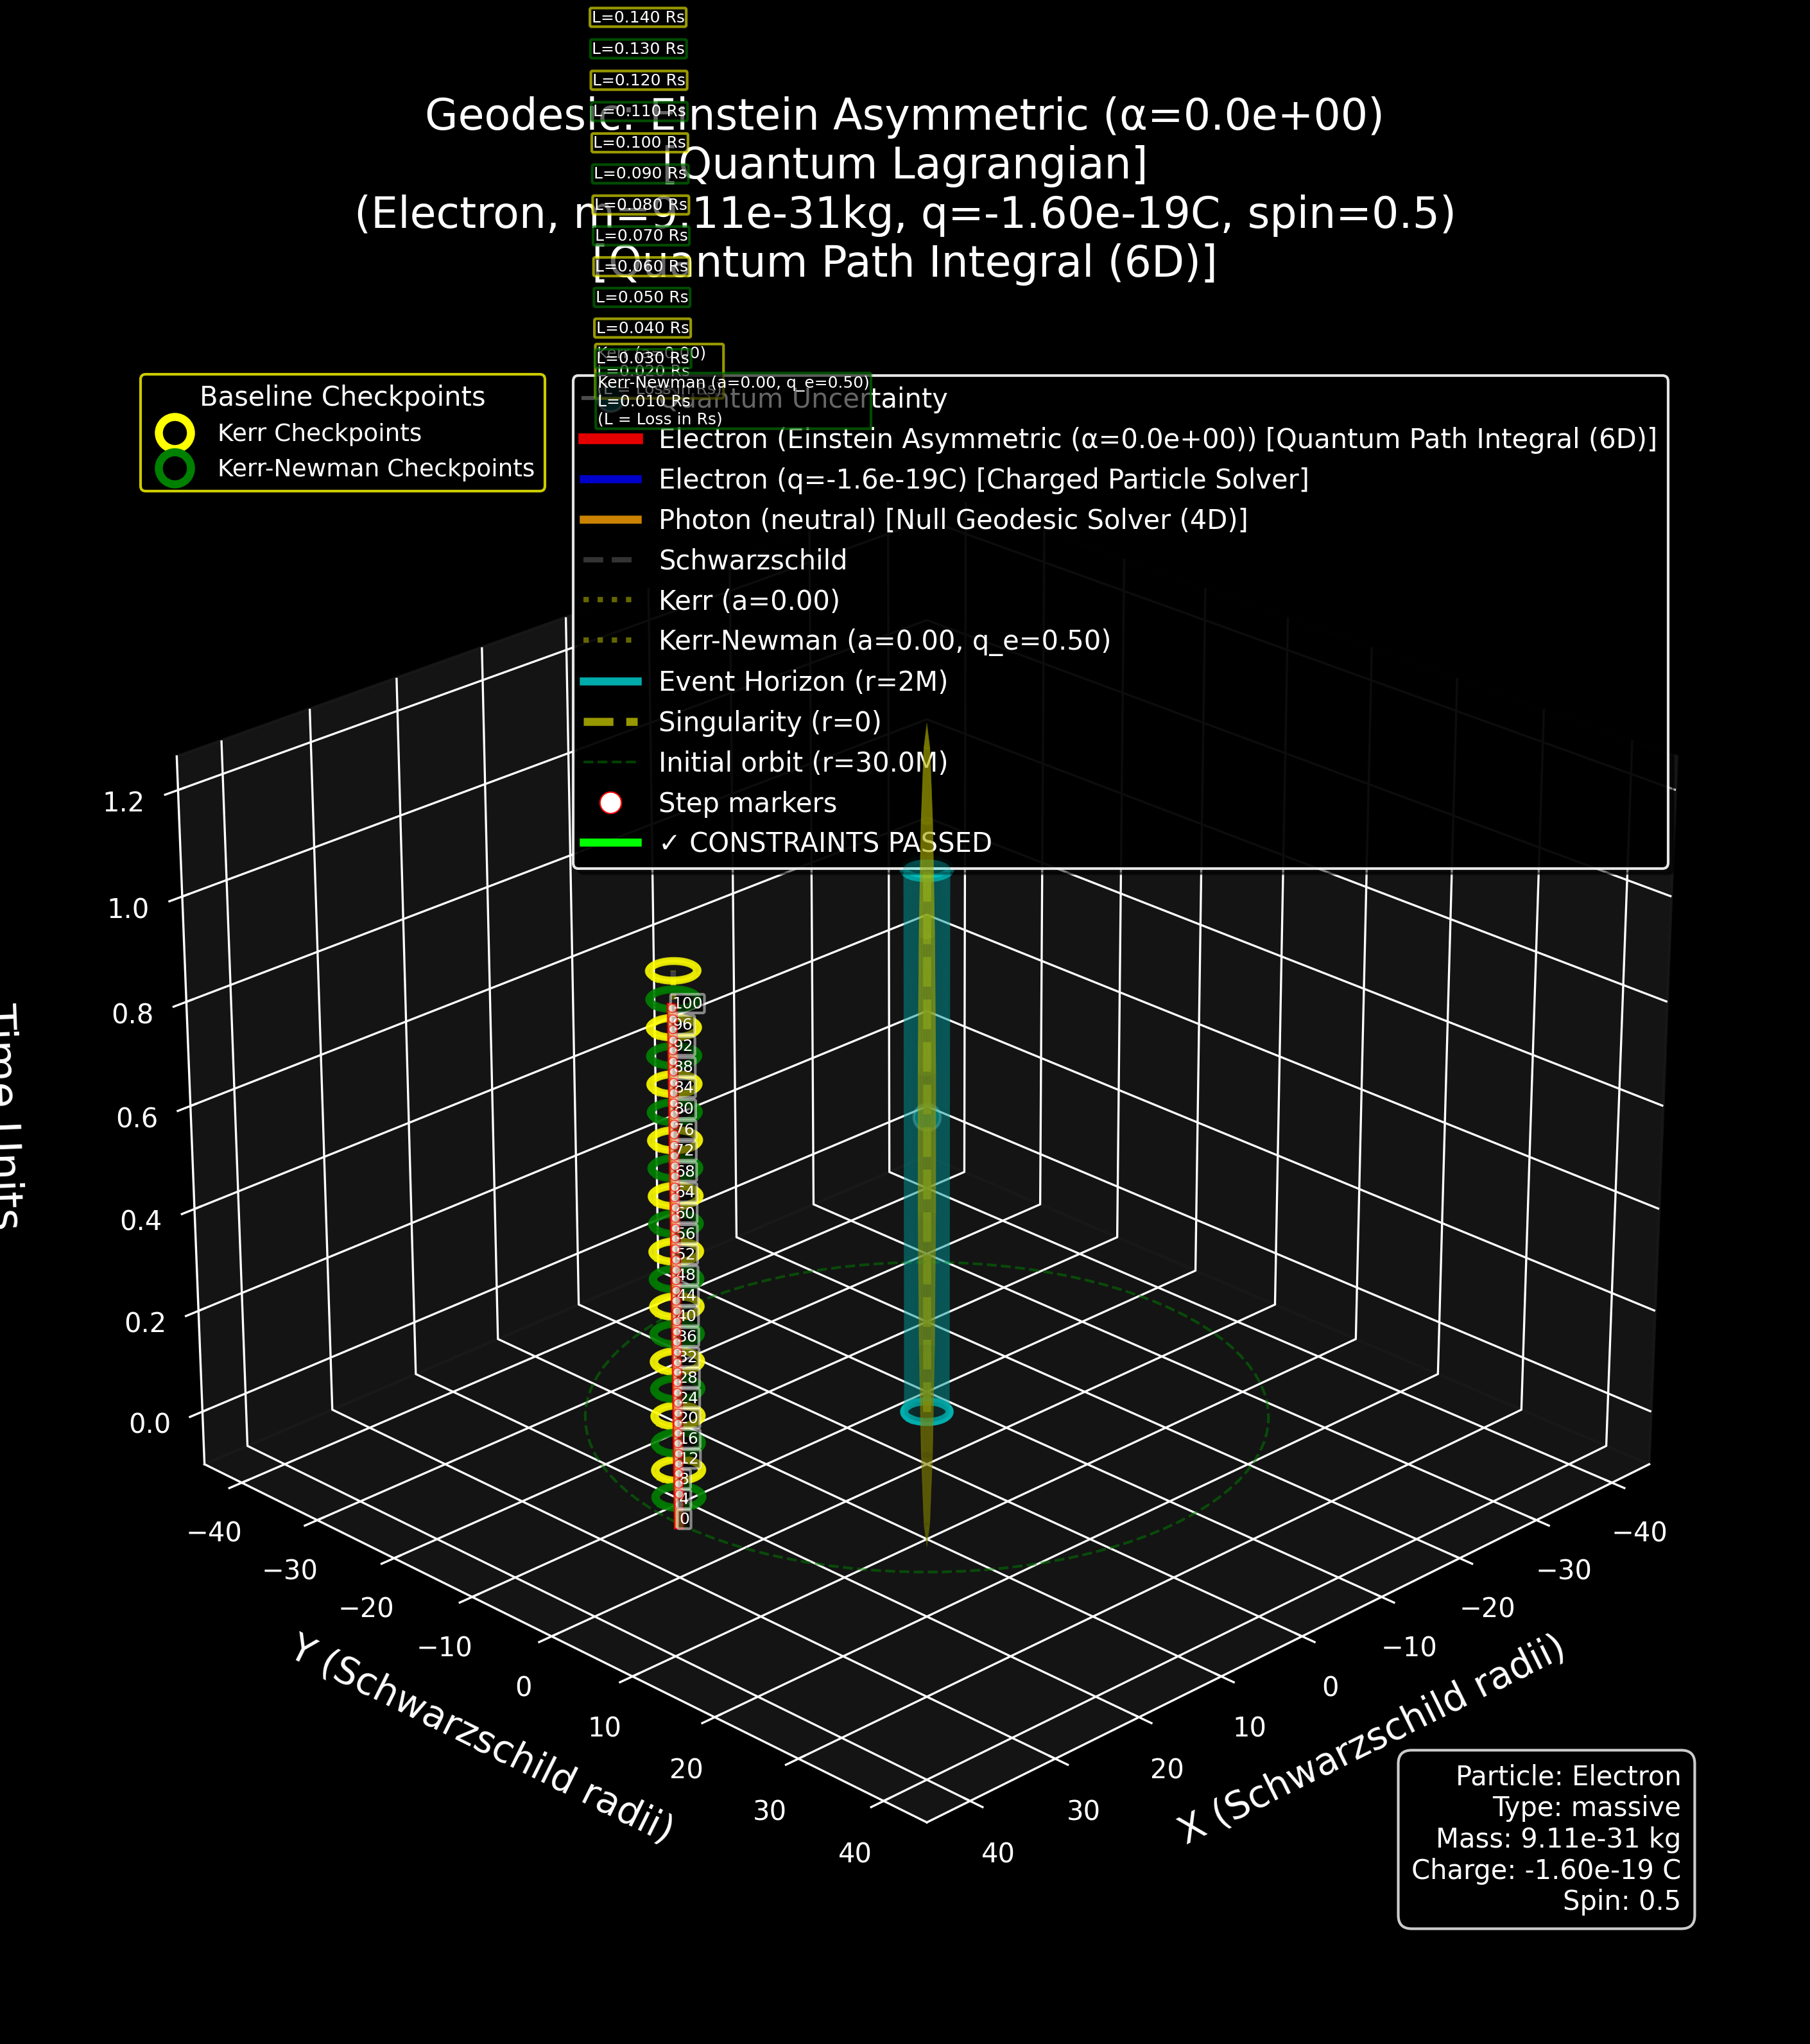 L=0.140 Rs
L=0.130 Rs
L=0.120 Rs
L=0.110 Rs
L=0.100 Rs
L=0.090 Rs
L=0.080 Rs
L=0.070 Rs
L=0.060 Rs
L=0.050 Rs
L=0.040 Rs
L=0.030 Rs
L=0.020 Rs
L=0.010 Rs
Geodesic: Einstein Asymmetric (α=0.0e+00)
[Quantum Lagrangian]
(Electron, m=9.11e-31kg, q=-1.60e-19C, spin=0.5)
[Quantum Path Integral (6D)]
Kerr (a=0.00)
(L = Loss in Rs)
Kerr-Newman (a=0.00, q_e=0.50)
(L = Loss in Rs)
Baseline Checkpoints
Kerr Checkpoints
Kerr-Newman Checkpoints
Quantum Uncertainty
Electron (Einstein Asymmetric (α=0.0e+00)) [Quantum Path Integral (6D)]
Electron (q=-1.6e-19C) [Charged Particle Solver]
Photon (neutral) [Null Geodesic Solver (4D)]
Schwarzschild
Kerr (a=0.00)
Kerr-Newman (a=0.00, q_e=0.50)
Event Horizon (r=2M)
Singularity (r=0)
Initial orbit (r=30.0M)
Step markers
✓ CONSTRAINTS PASSED
1.2
1.0
0.8
0.6
0.4
0.2
0.0
Time Units
100
96
92
88
84
80
76
72
68
64
60
56
52
48
44
40
36
32
28
24
20
16
12
8
4
0
−40
−30
−20
−10
0
10
20
30
40
Y (Schwarzschild radii)
−40
−30
−20
−10
0
10
20
30
40
X (Schwarzschild radii)
Particle: Electron
Type: massive
Mass: 9.11e-31 kg
Charge: -1.60e-19 C
Spin: 0.5